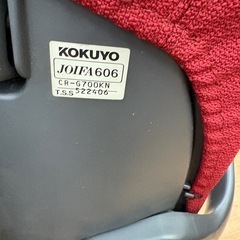 KOKUYO
JOIFA606
CR-G700KN
T.S.S 522406